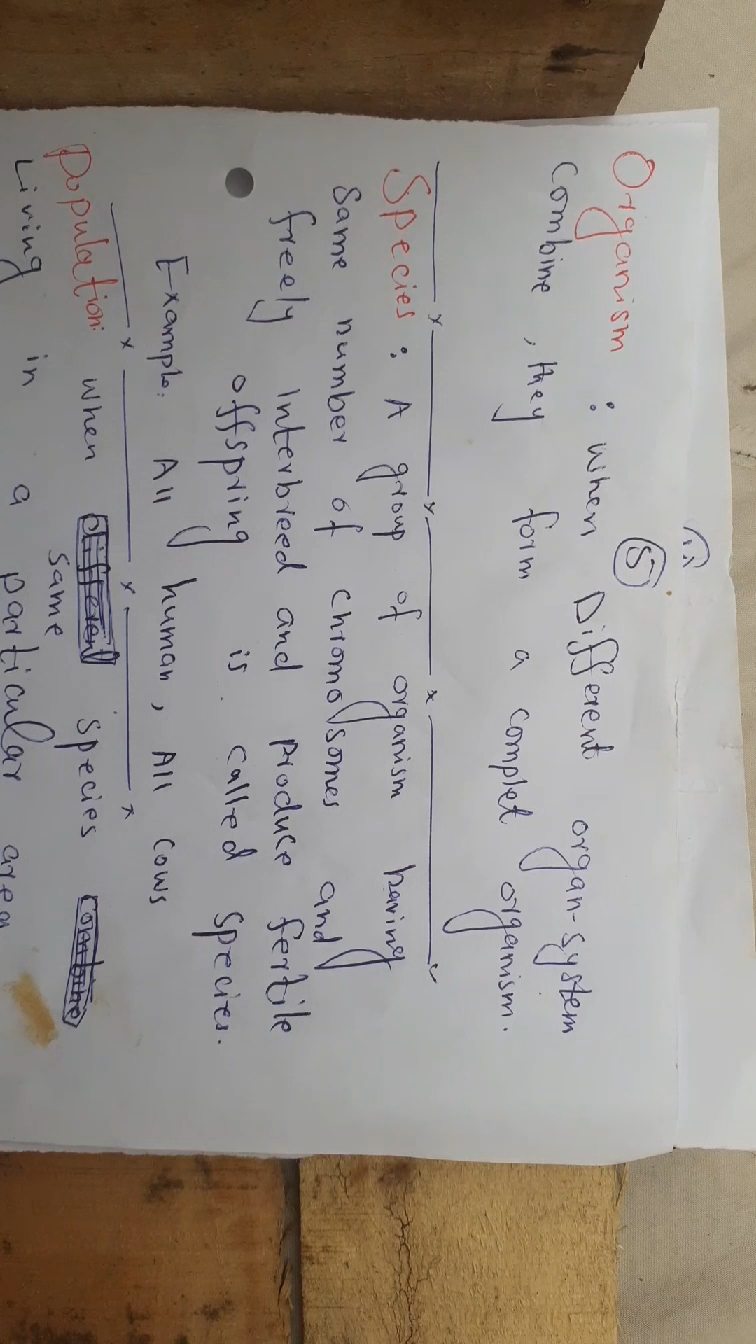 5
Organism : when Different organ-system
combine, they form a complet organism.
Species : A group of organism having
same number of chromosomes and
freely interbreed and produce fertile
offspring is called species.
Example: All human, All cows
Population: when different species combine
same
Living in a particular area